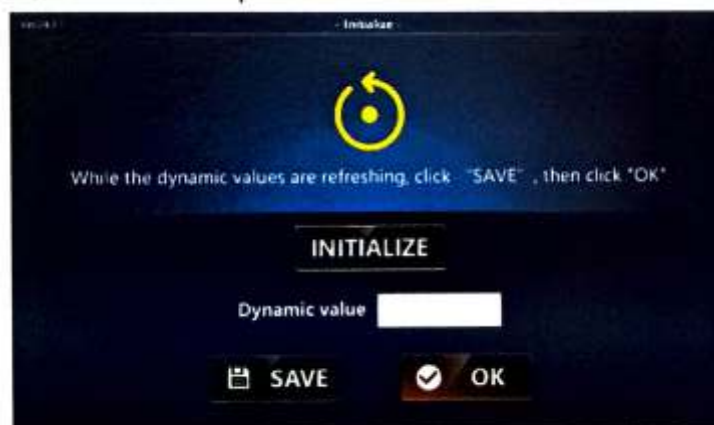 - Initialize -
While the dynamic values are refreshing, click "SAVE" , then click "OK"
INITIALIZE
Dynamic value
SAVE
OK